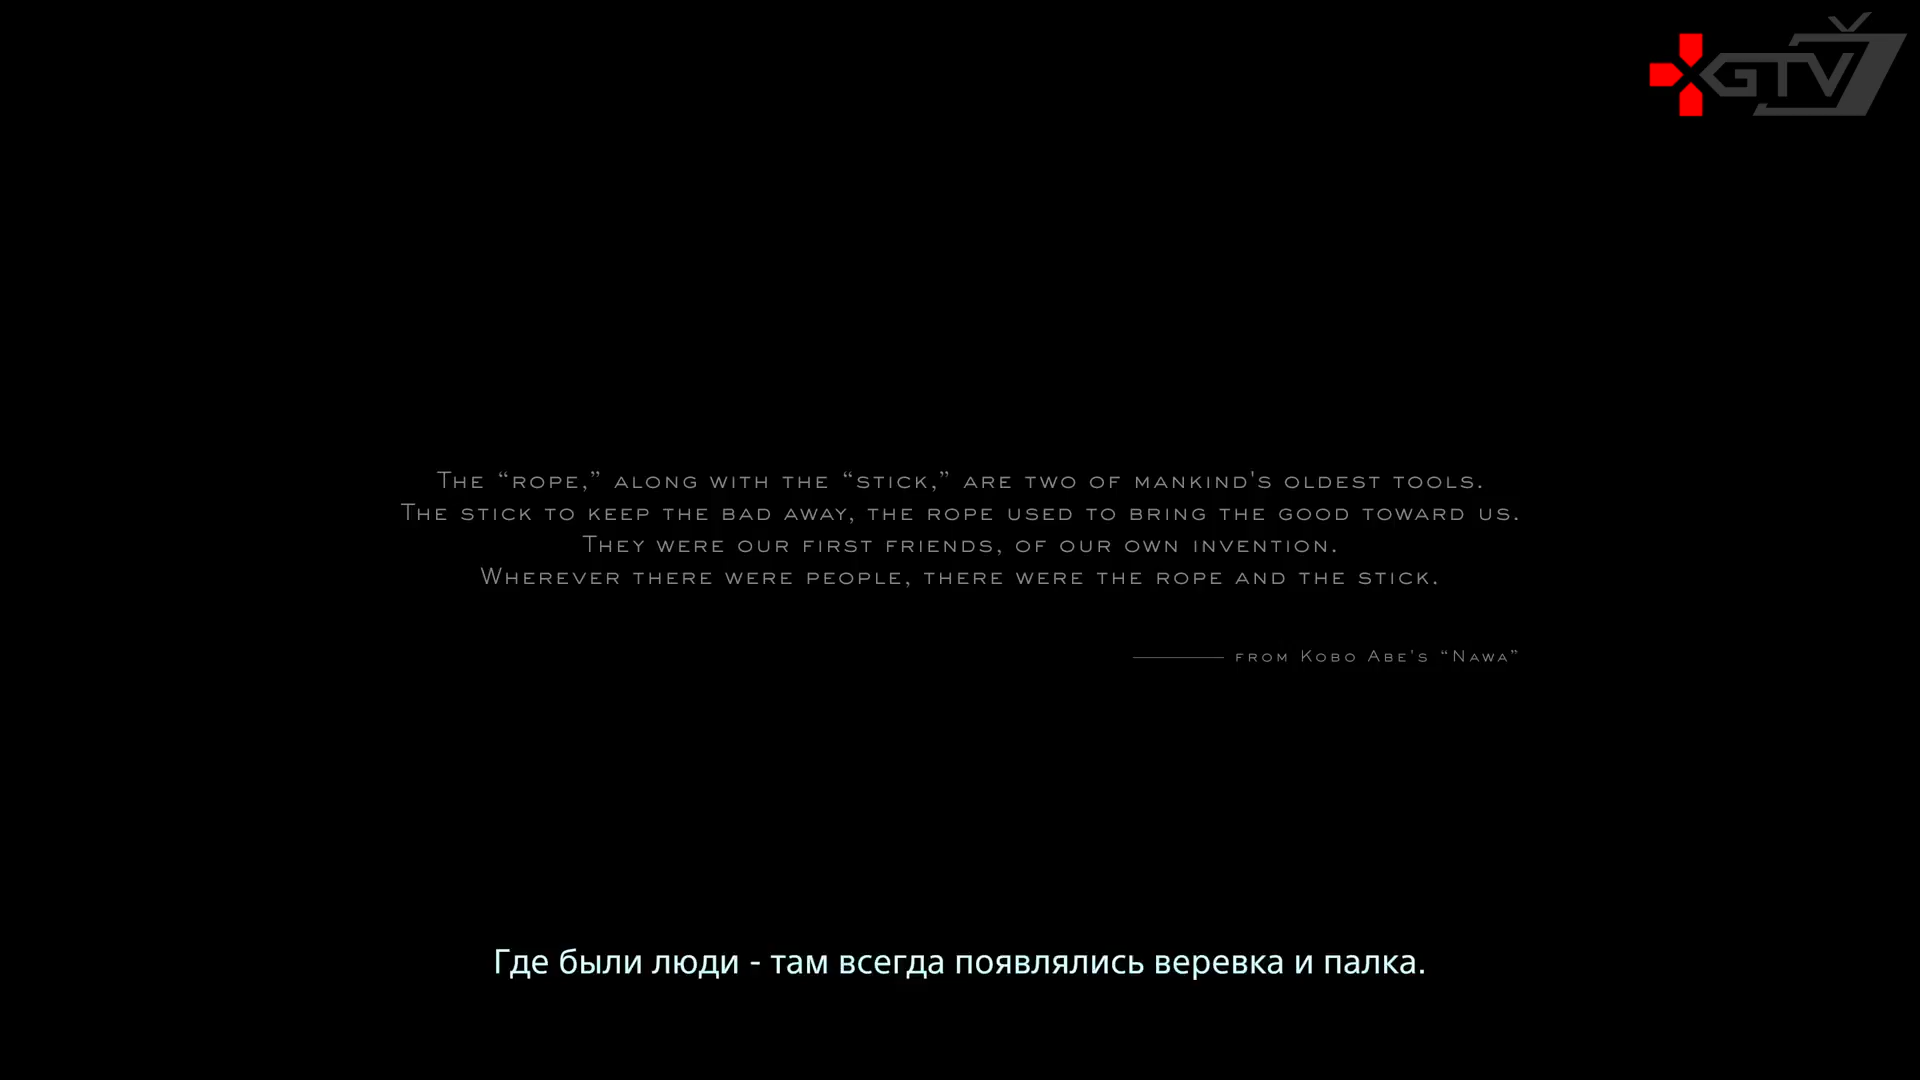 GTV
The “rope,” along with the “stick,” are two of mankind's oldest tools.
The stick to keep the bad away, the rope used to bring the good toward us.
They were our first friends, of our own invention.
Wherever there were people, there were the rope and the stick.
from Kobo Abe's “Nawa”
Где были люди - там всегда появлялись веревка и палка.